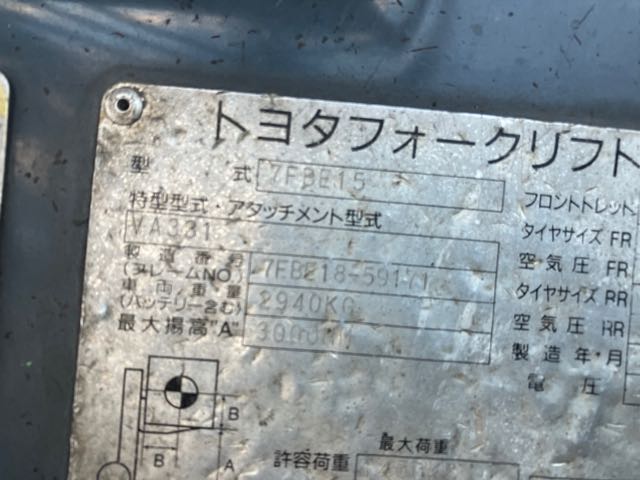 トヨタフォークリフト
型 式 7FBE15
特型型式・アタッチメント型式
VA331
製造番号 (フレームNO.) 7FBE18-59171
車両重量 (バッテリー含む) 2940KG
最大揚高"A" 3000MM
フロントトレッド
タイヤサイズ FR
空気圧 FR
タイヤサイズ RR
空気圧 RR
製造年・月
電圧
B
B
A
最大荷重
許容荷重